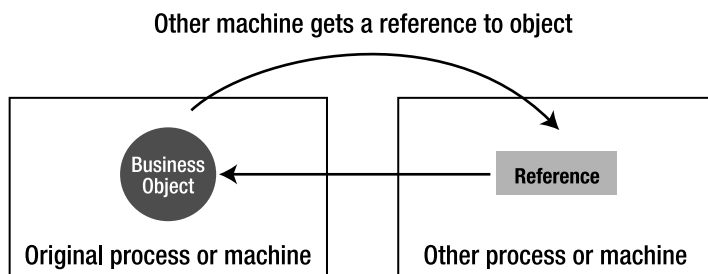 Other machine gets a reference to object
Business
Object
Reference
Original process or machine
Other process or machine